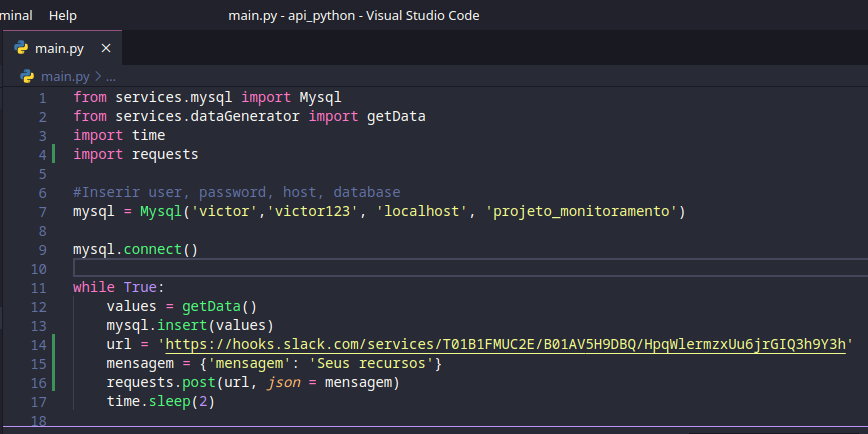 minal Help main.py - api_python - Visual Studio Code
main.py ×
main.py > ...
1 from services.mysql import Mysql
2 from services.dataGenerator import getData
3 import time
4 import requests
5
6 #Inserir user, password, host, database
7 mysql = Mysql('victor','victor123', 'localhost', 'projeto_monitoramento')
8
9 mysql.connect()
10
11 while True:
12 values = getData()
13 mysql.insert(values)
14 url = 'https://hooks.slack.com/services/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'
15 mensagem = {'mensagem': 'Seus recursos'}
16 requests.post(url, json = mensagem)
17 time.sleep(2)
18